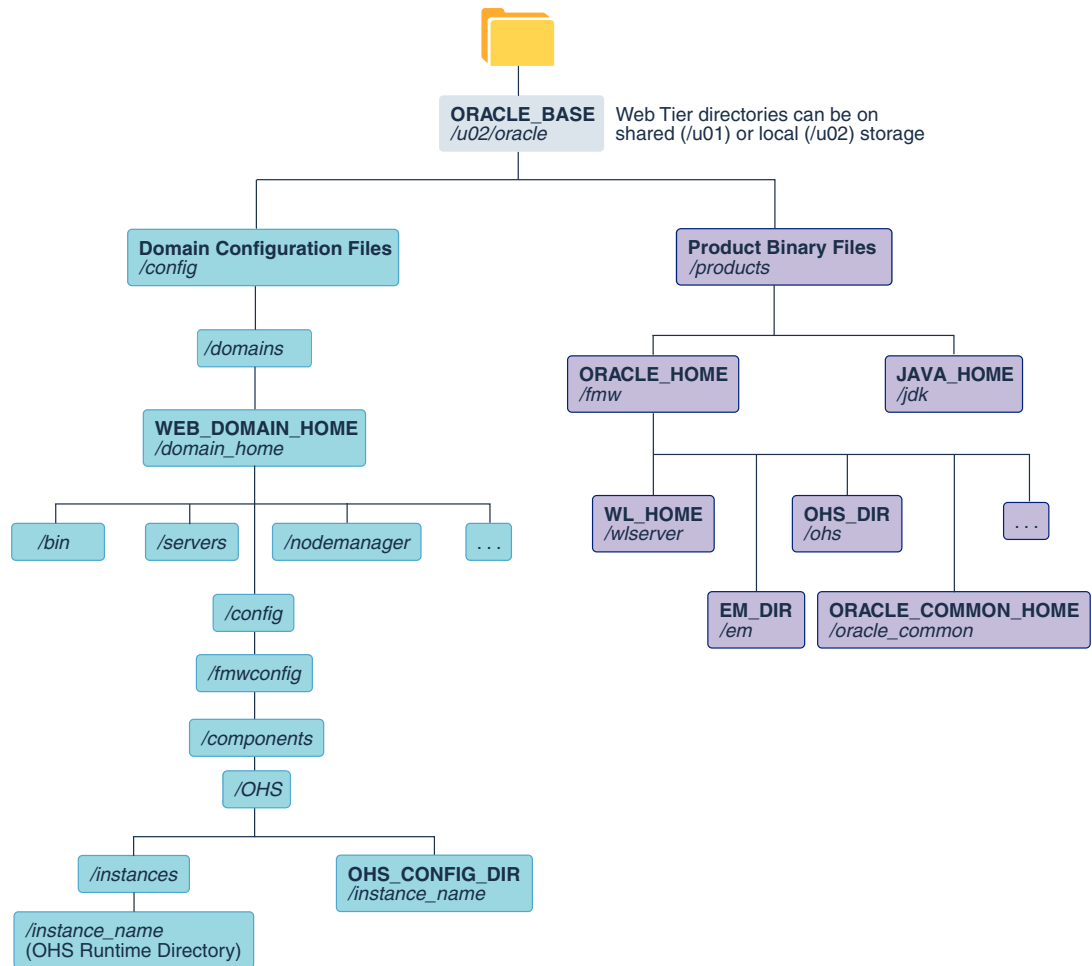 ORACLE_BASE
/u02/oracle
Web Tier directories can be on
shared (/u01) or local (/u02) storage
Domain Configuration Files
/config
Product Binary Files
/products
/domains
ORACLE_HOME
/fmw
JAVA_HOME
/jdk
WEB_DOMAIN_HOME
/domain_home
/bin
/servers
/nodemanager
. . .
WL_HOME
/wlserver
OHS_DIR
/ohs
. . .
/config
EM_DIR
/em
ORACLE_COMMON_HOME
/oracle_common
/fmwconfig
/components
/OHS
/instances
OHS_CONFIG_DIR
/instance_name
/instance_name
(OHS Runtime Directory)